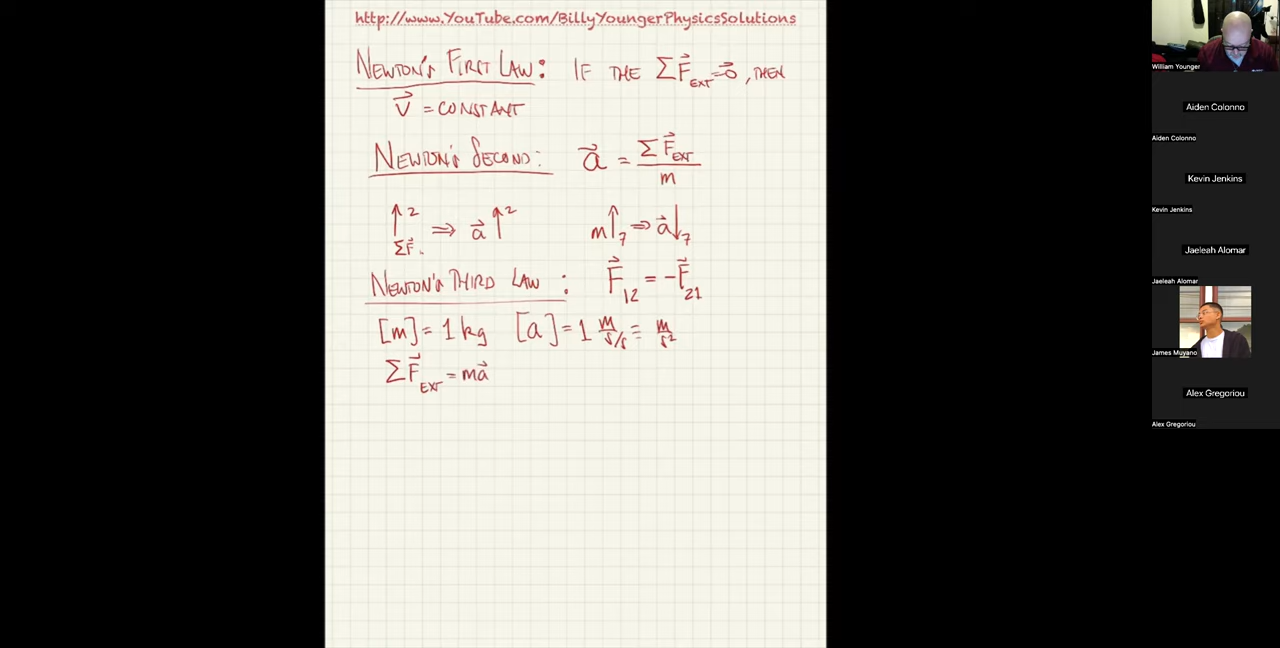 http://www.YouTube.com/BillyYoungerPhysicsSolutions
NEWTON'S FIRST LAW: IF THE ΣF⃗EXT=0⃗, THEN
V⃗ = CONSTANT
NEWTON'S SECOND: a⃗ = ΣF⃗EXT / m
↑2 ΣF⃗ ⇒ a⃗↑2 m↑7 ⇒ a⃗↓7
NEWTON'S THIRD LAW: F⃗12 = -F⃗21
[m] = 1 kg [a] = 1 m/s/s = m/s²
ΣF⃗EXT = ma⃗
William Younger
Aiden Colonno
Aiden Colonno
Kevin Jenkins
Kevin Jenkins
Jaeleah Alomar
Jaeleah Alomar
James Muyano
Alex Gregoriou
Alex Gregoriou